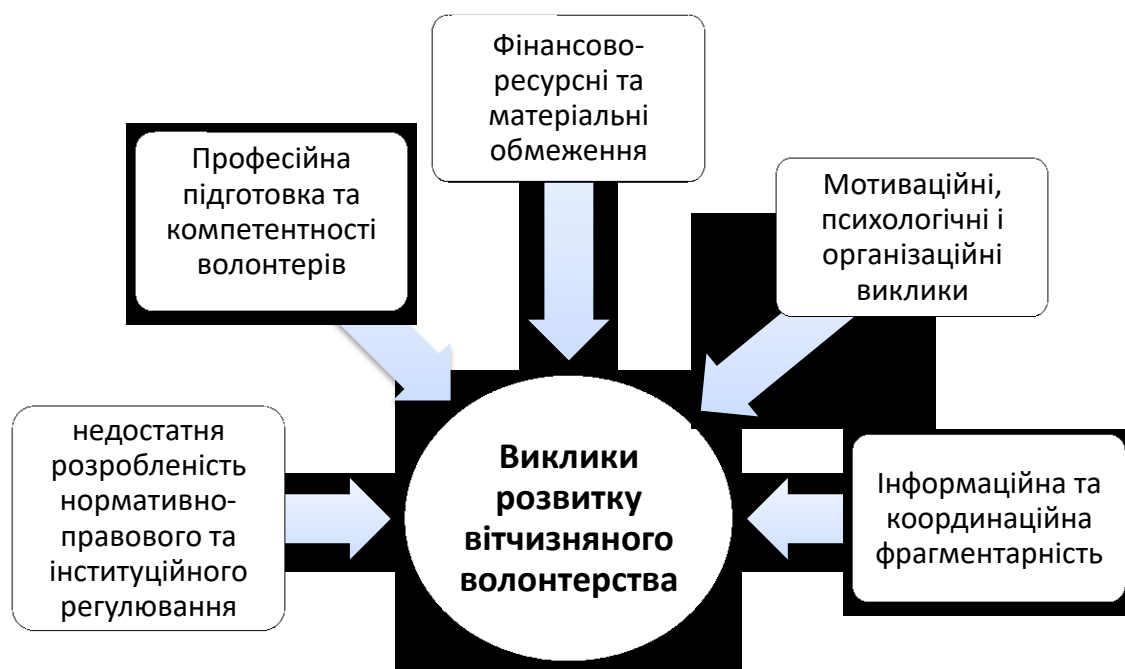 Фінансово-
ресурсні та
матеріальні
обмеження
Професійна
підготовка та
компетентності
волонтерів
Мотиваційні,
психологічні і
організаційні
виклики
недостатня
розробленість
нормативно-
правового та
інституційного
регулювання
Виклики
розвитку
вітчизняного
волонтерства
Інформаційна та
координаційна
фрагментарність